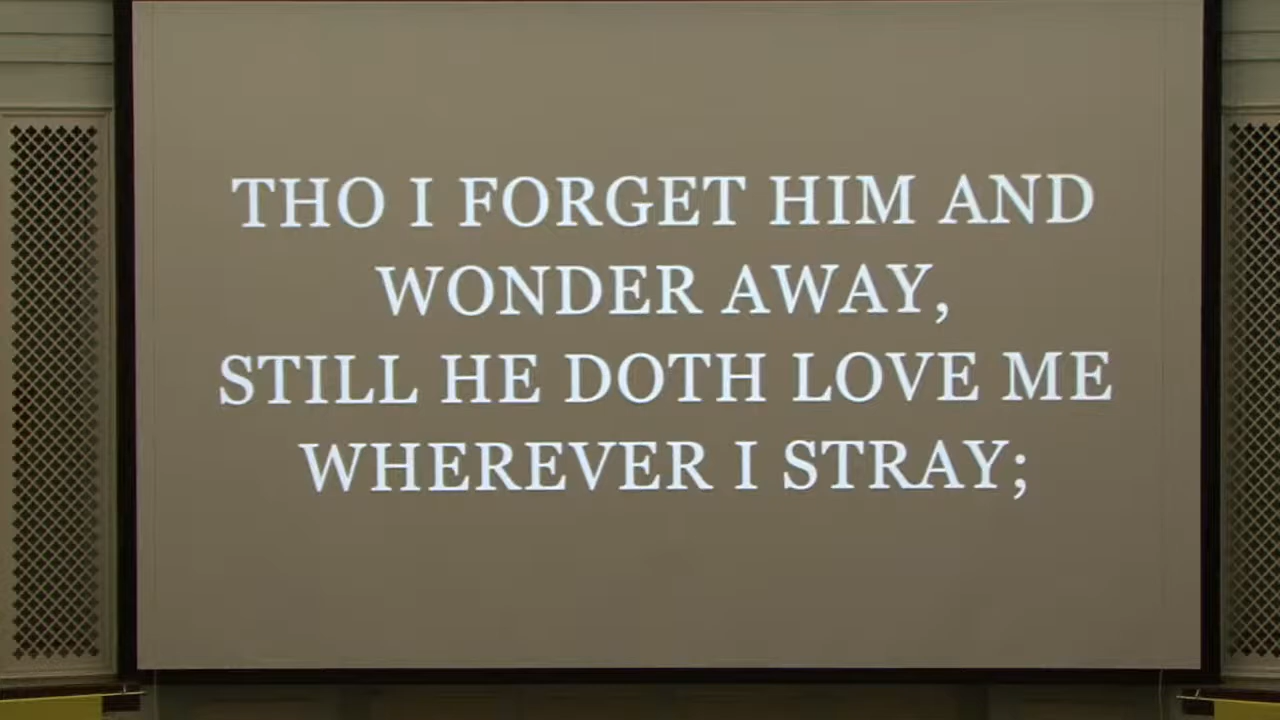 THO I FORGET HIM AND
WONDER AWAY,
STILL HE DOTH LOVE ME
WHEREVER I STRAY;